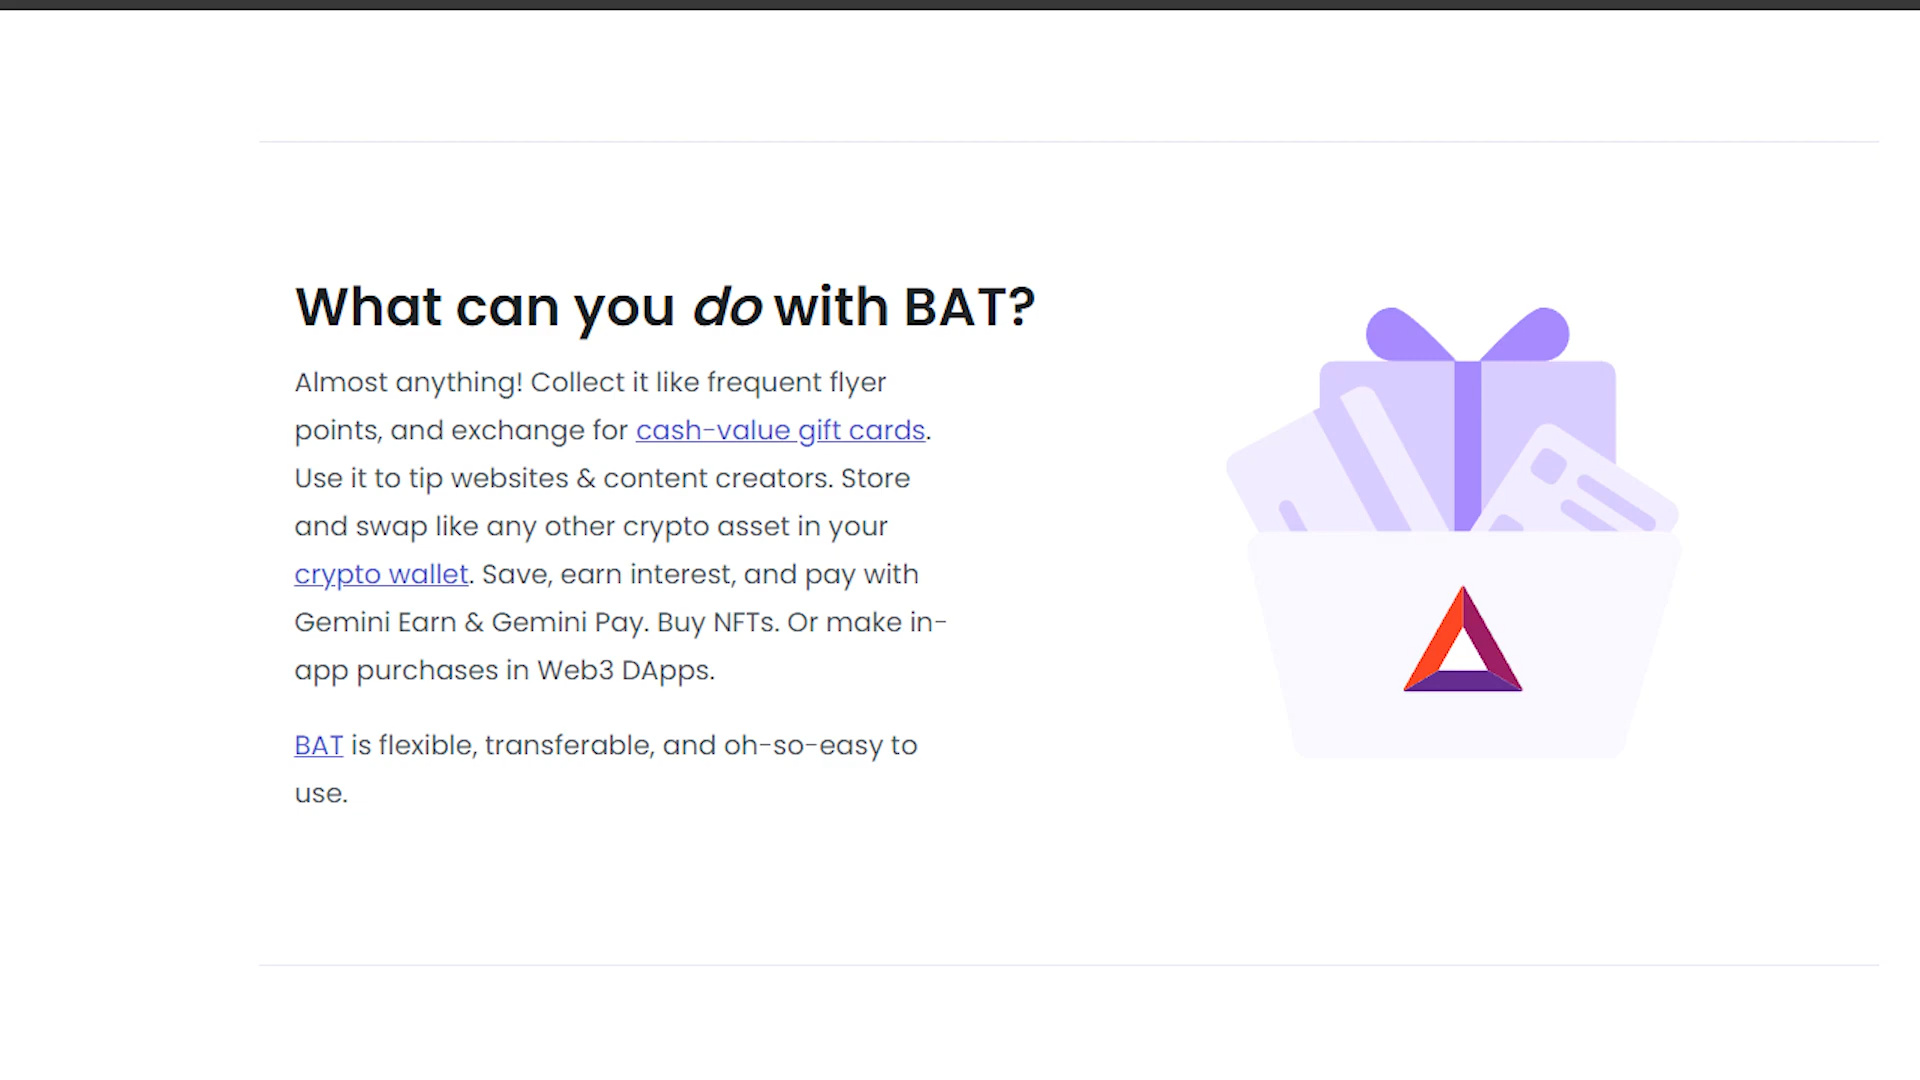 What can you do with BAT?
Almost anything! Collect it like frequent flyer
points, and exchange for cash-value gift cards.
Use it to tip websites & content creators. Store
and swap like any other crypto asset in your
crypto wallet. Save, earn interest, and pay with
Gemini Earn & Gemini Pay. Buy NFTs. Or make in-
app purchases in Web3 DApps.
BAT is flexible, transferable, and oh-so-easy to
use.